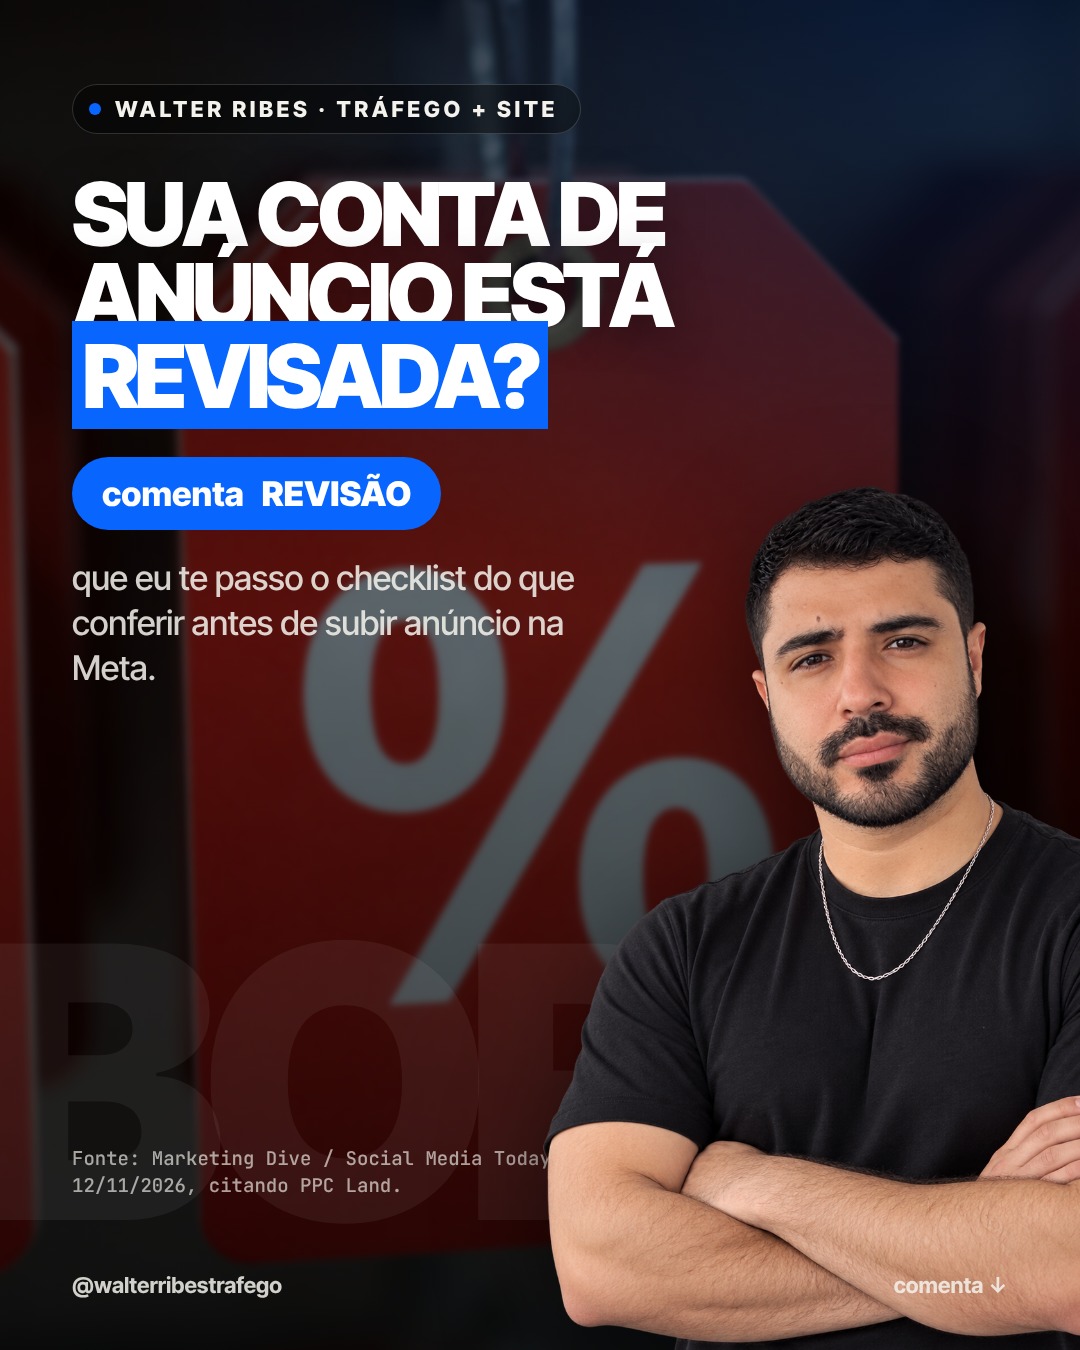 WALTER RIBES · TRÁFEGO + SITE
SUA CONTA DE
ANÚNCIO ESTÁ
REVISADA?
comenta REVISÃO
que eu te passo o checklist do que
conferir antes de subir anúncio na
Meta.
%
Fonte: Marketing Dive / Social Media Today
12/11/2026, citando PPC Land.
@walterribestrafego
comenta ↓